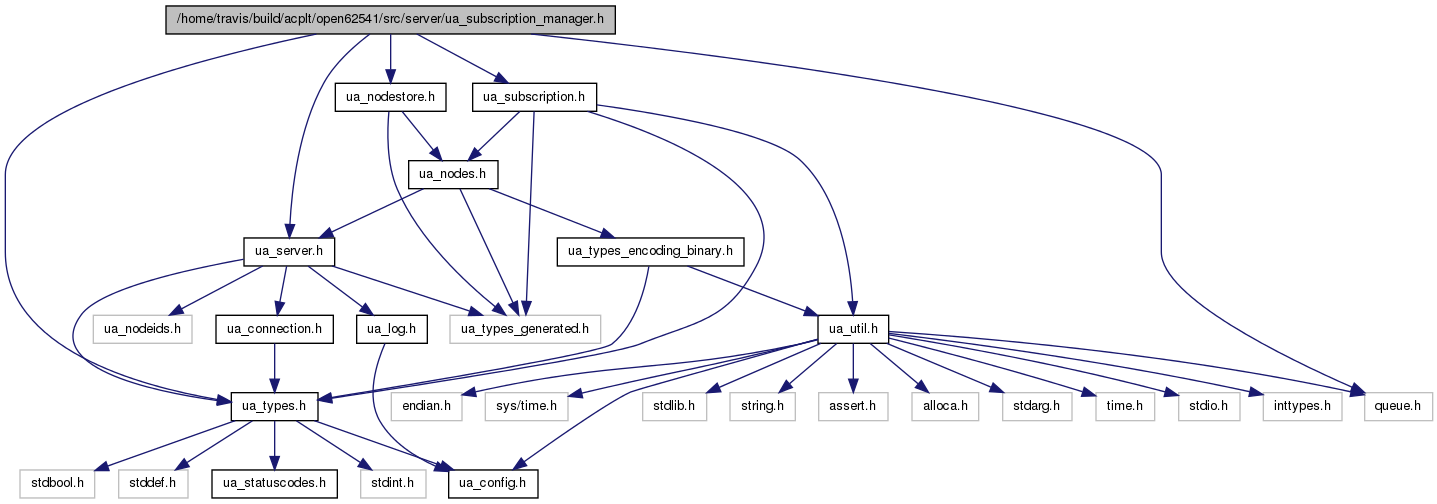 /home/travis/build/acplt/open62541/src/server/ua_subscription_manager.h
ua_nodestore.h
ua_subscription.h
ua_nodes.h
ua_server.h
ua_types_encoding_binary.h
ua_nodeids.h
ua_connection.h
ua_log.h
ua_types_generated.h
ua_util.h
ua_types.h
endian.h
sys/time.h
stdlib.h
string.h
assert.h
alloca.h
stdarg.h
time.h
stdio.h
inttypes.h
queue.h
stdbool.h
stddef.h
ua_statuscodes.h
stdint.h
ua_config.h